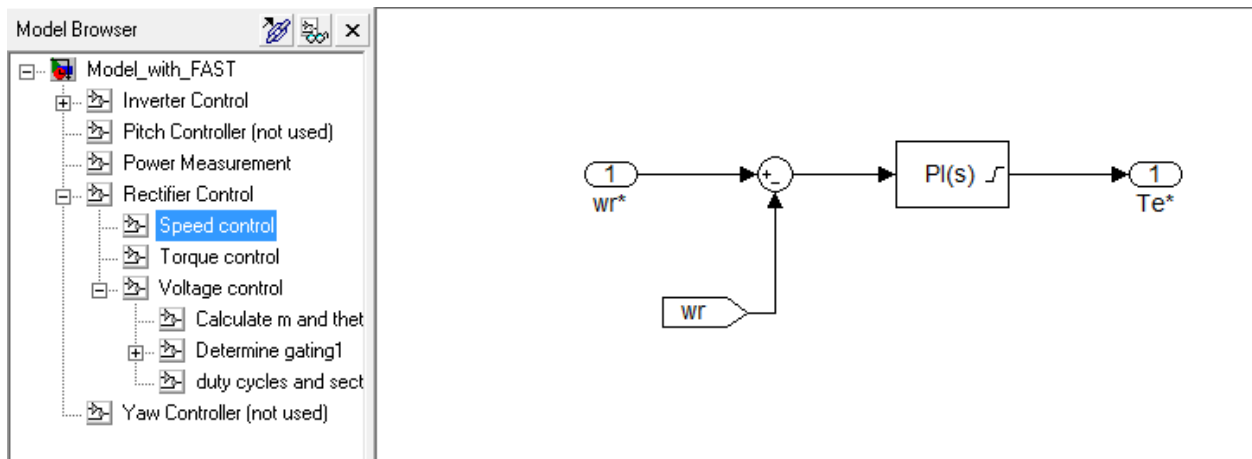 Model Browser
Model_with_FAST
Inverter Control
Pitch Controller (not used)
Power Measurement
Rectifier Control
Speed control
Torque control
Voltage control
Calculate m and thet
Determine gating1
duty cycles and sect
Yaw Controller (not used)
1
wr*
+
-
PI(s)
1
Te*
wr